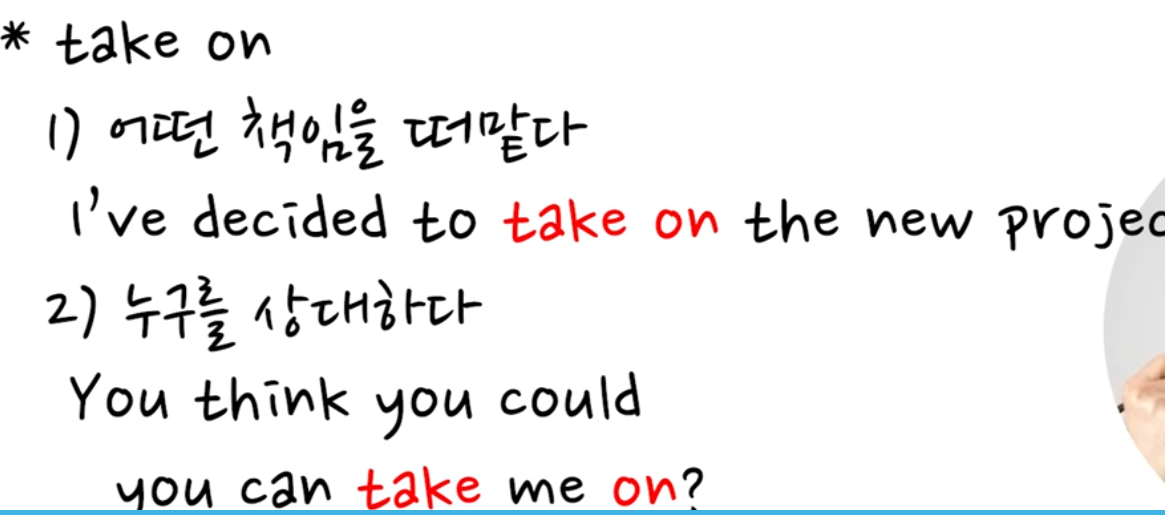 * take on
1) 어떤 책임을 떠맡다
I've decided to take on the new projec
2) 누구를 상대하다
You think you could
you can take me on?